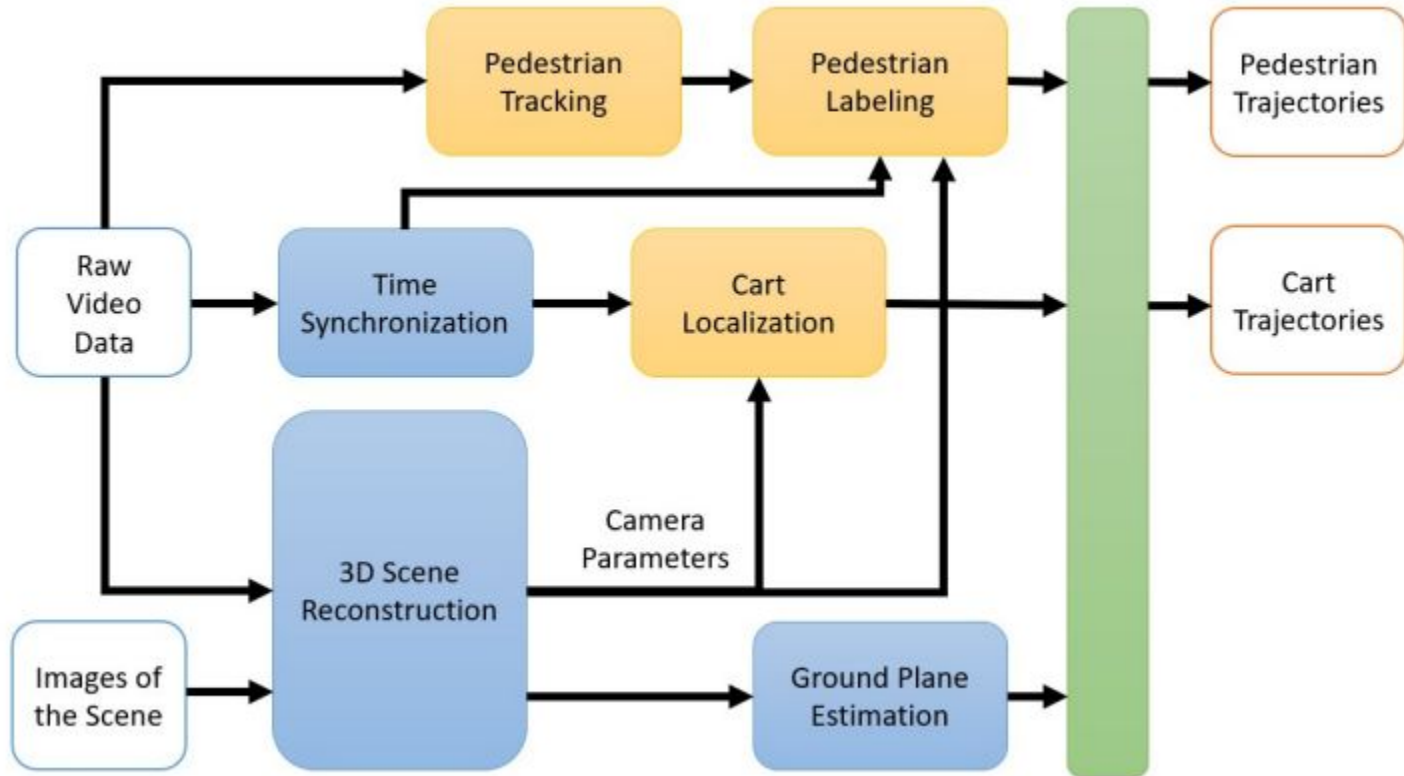 Pedestrian
Tracking
Pedestrian
Labeling
Pedestrian
Trajectories
Raw
Video
Data
Time
Synchronization
Cart
Localization
Cart
Trajectories
Camera
Parameters
3D Scene
Reconstruction
Images of
the Scene
Ground Plane
Estimation